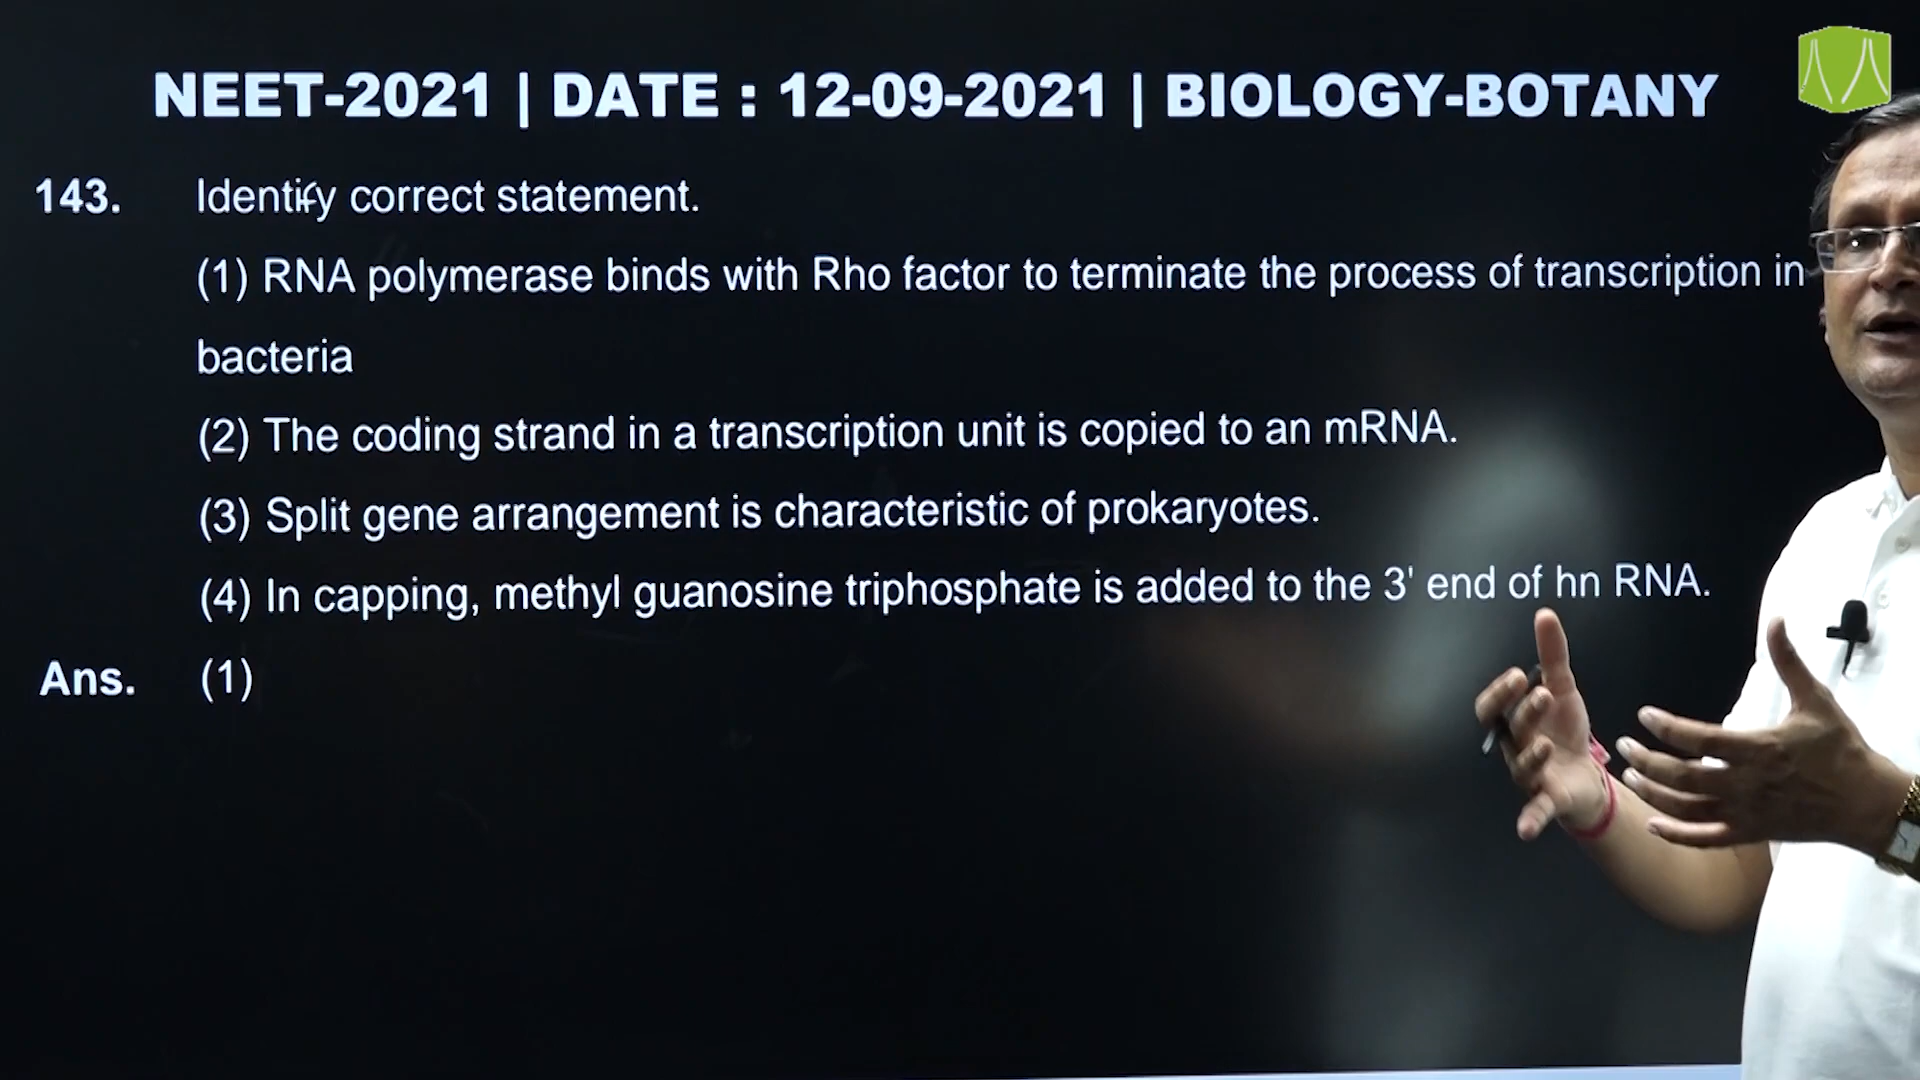 NEET-2021 | DATE : 12-09-2021 | BIOLOGY-BOTANY
143. Identify correct statement.
(1) RNA polymerase binds with Rho factor to terminate the process of transcription in
bacteria
(2) The coding strand in a transcription unit is copied to an mRNA.
(3) Split gene arrangement is characteristic of prokaryotes.
(4) In capping, methyl guanosine triphosphate is added to the 3' end of hn RNA.
Ans. (1)